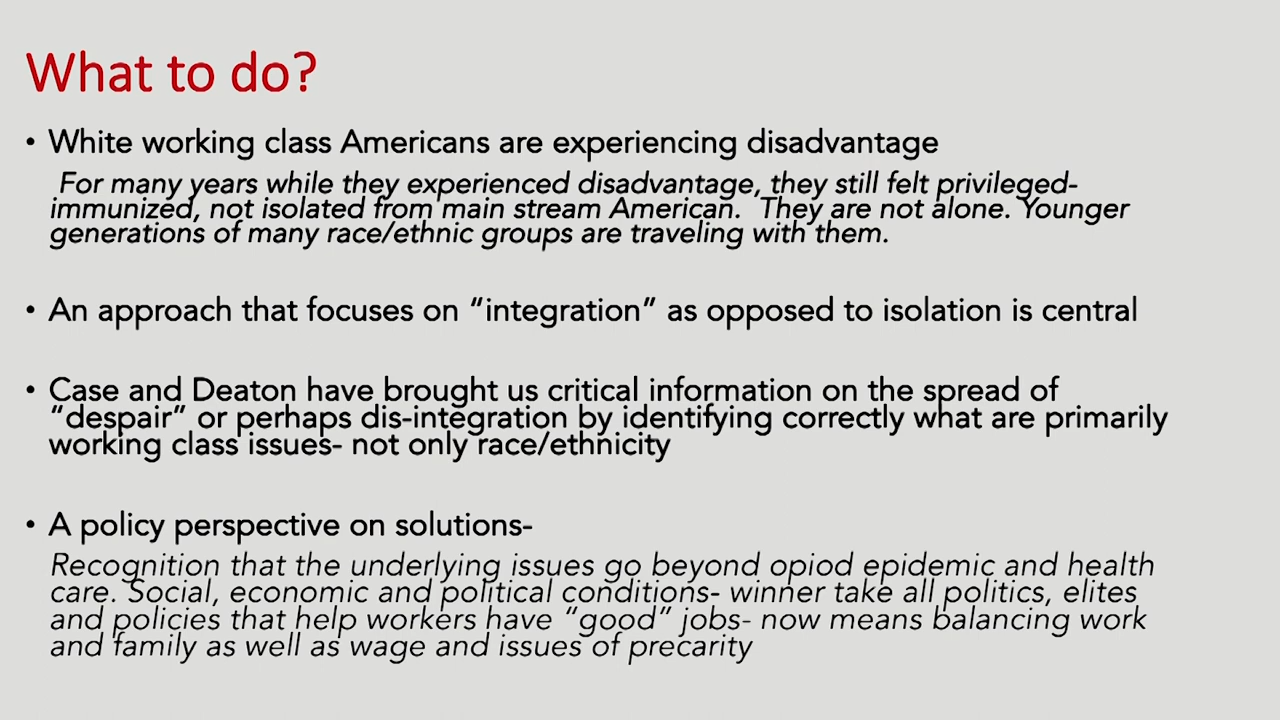 What to do?
• White working class Americans are experiencing disadvantage
For many years while they experienced disadvantage, they still felt privileged-
immunized, not isolated from main stream American.  They are not alone. Younger
generations of many race/ethnic groups are traveling with them.
• An approach that focuses on “integration” as opposed to isolation is central
• Case and Deaton have brought us critical information on the spread of
“despair” or perhaps dis-integration by identifying correctly what are primarily
working class issues- not only race/ethnicity
• A policy perspective on solutions-
Recognition that the underlying issues go beyond opiod epidemic and health
care. Social, economic and political conditions- winner take all politics, elites
and policies that help workers have “good” jobs- now means balancing work
and family as well as wage and issues of precarity